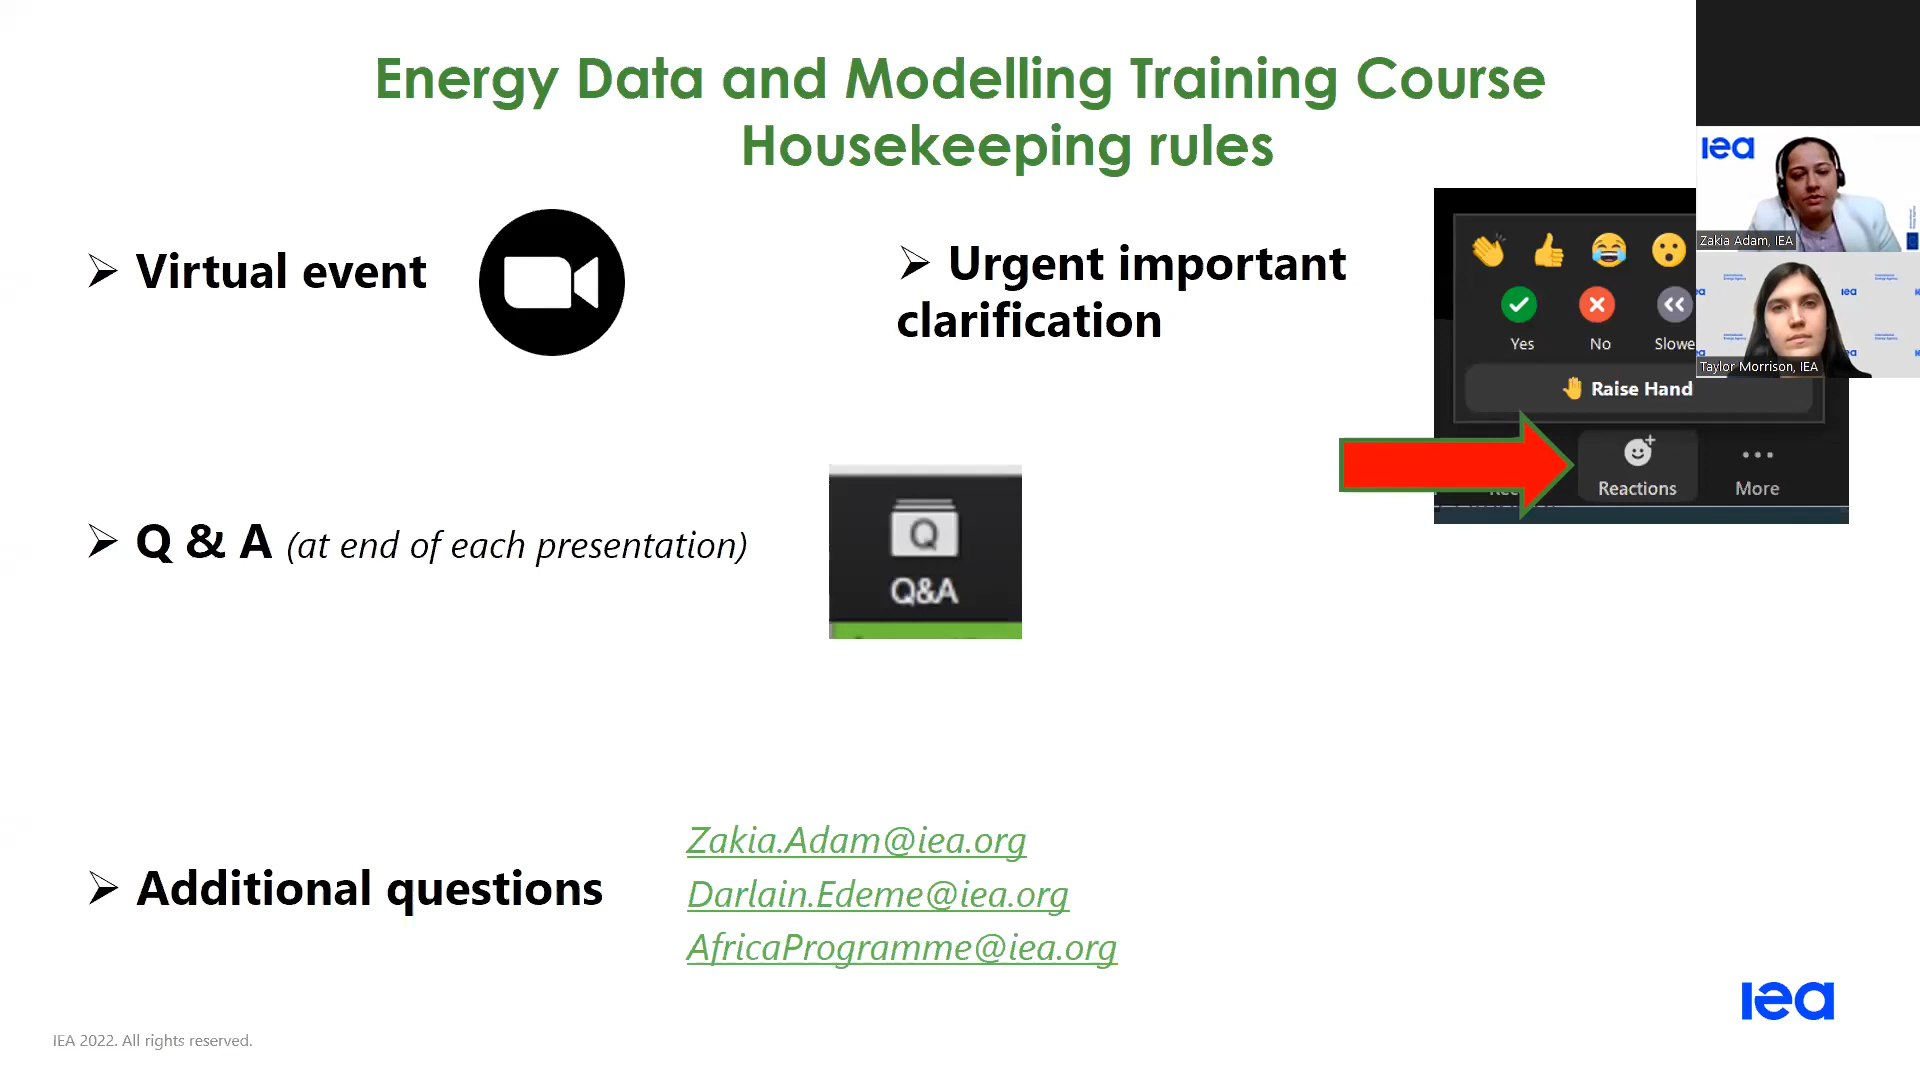 Energy Data and Modelling Training Course
Housekeeping rules
iea
Zakia Adam, IEA
iea
Taylor Morrison, IEA
➢ Virtual event
➢ Urgent important
clarification
Yes
No
Slowe
Raise Hand
Reactions
More
➢ Q & A (at end of each presentation)
Q
Q&A
➢ Additional questions
Zakia.Adam@iea.org
Darlain.Edeme@iea.org
AfricaProgramme@iea.org
iea
IEA 2022. All rights reserved.